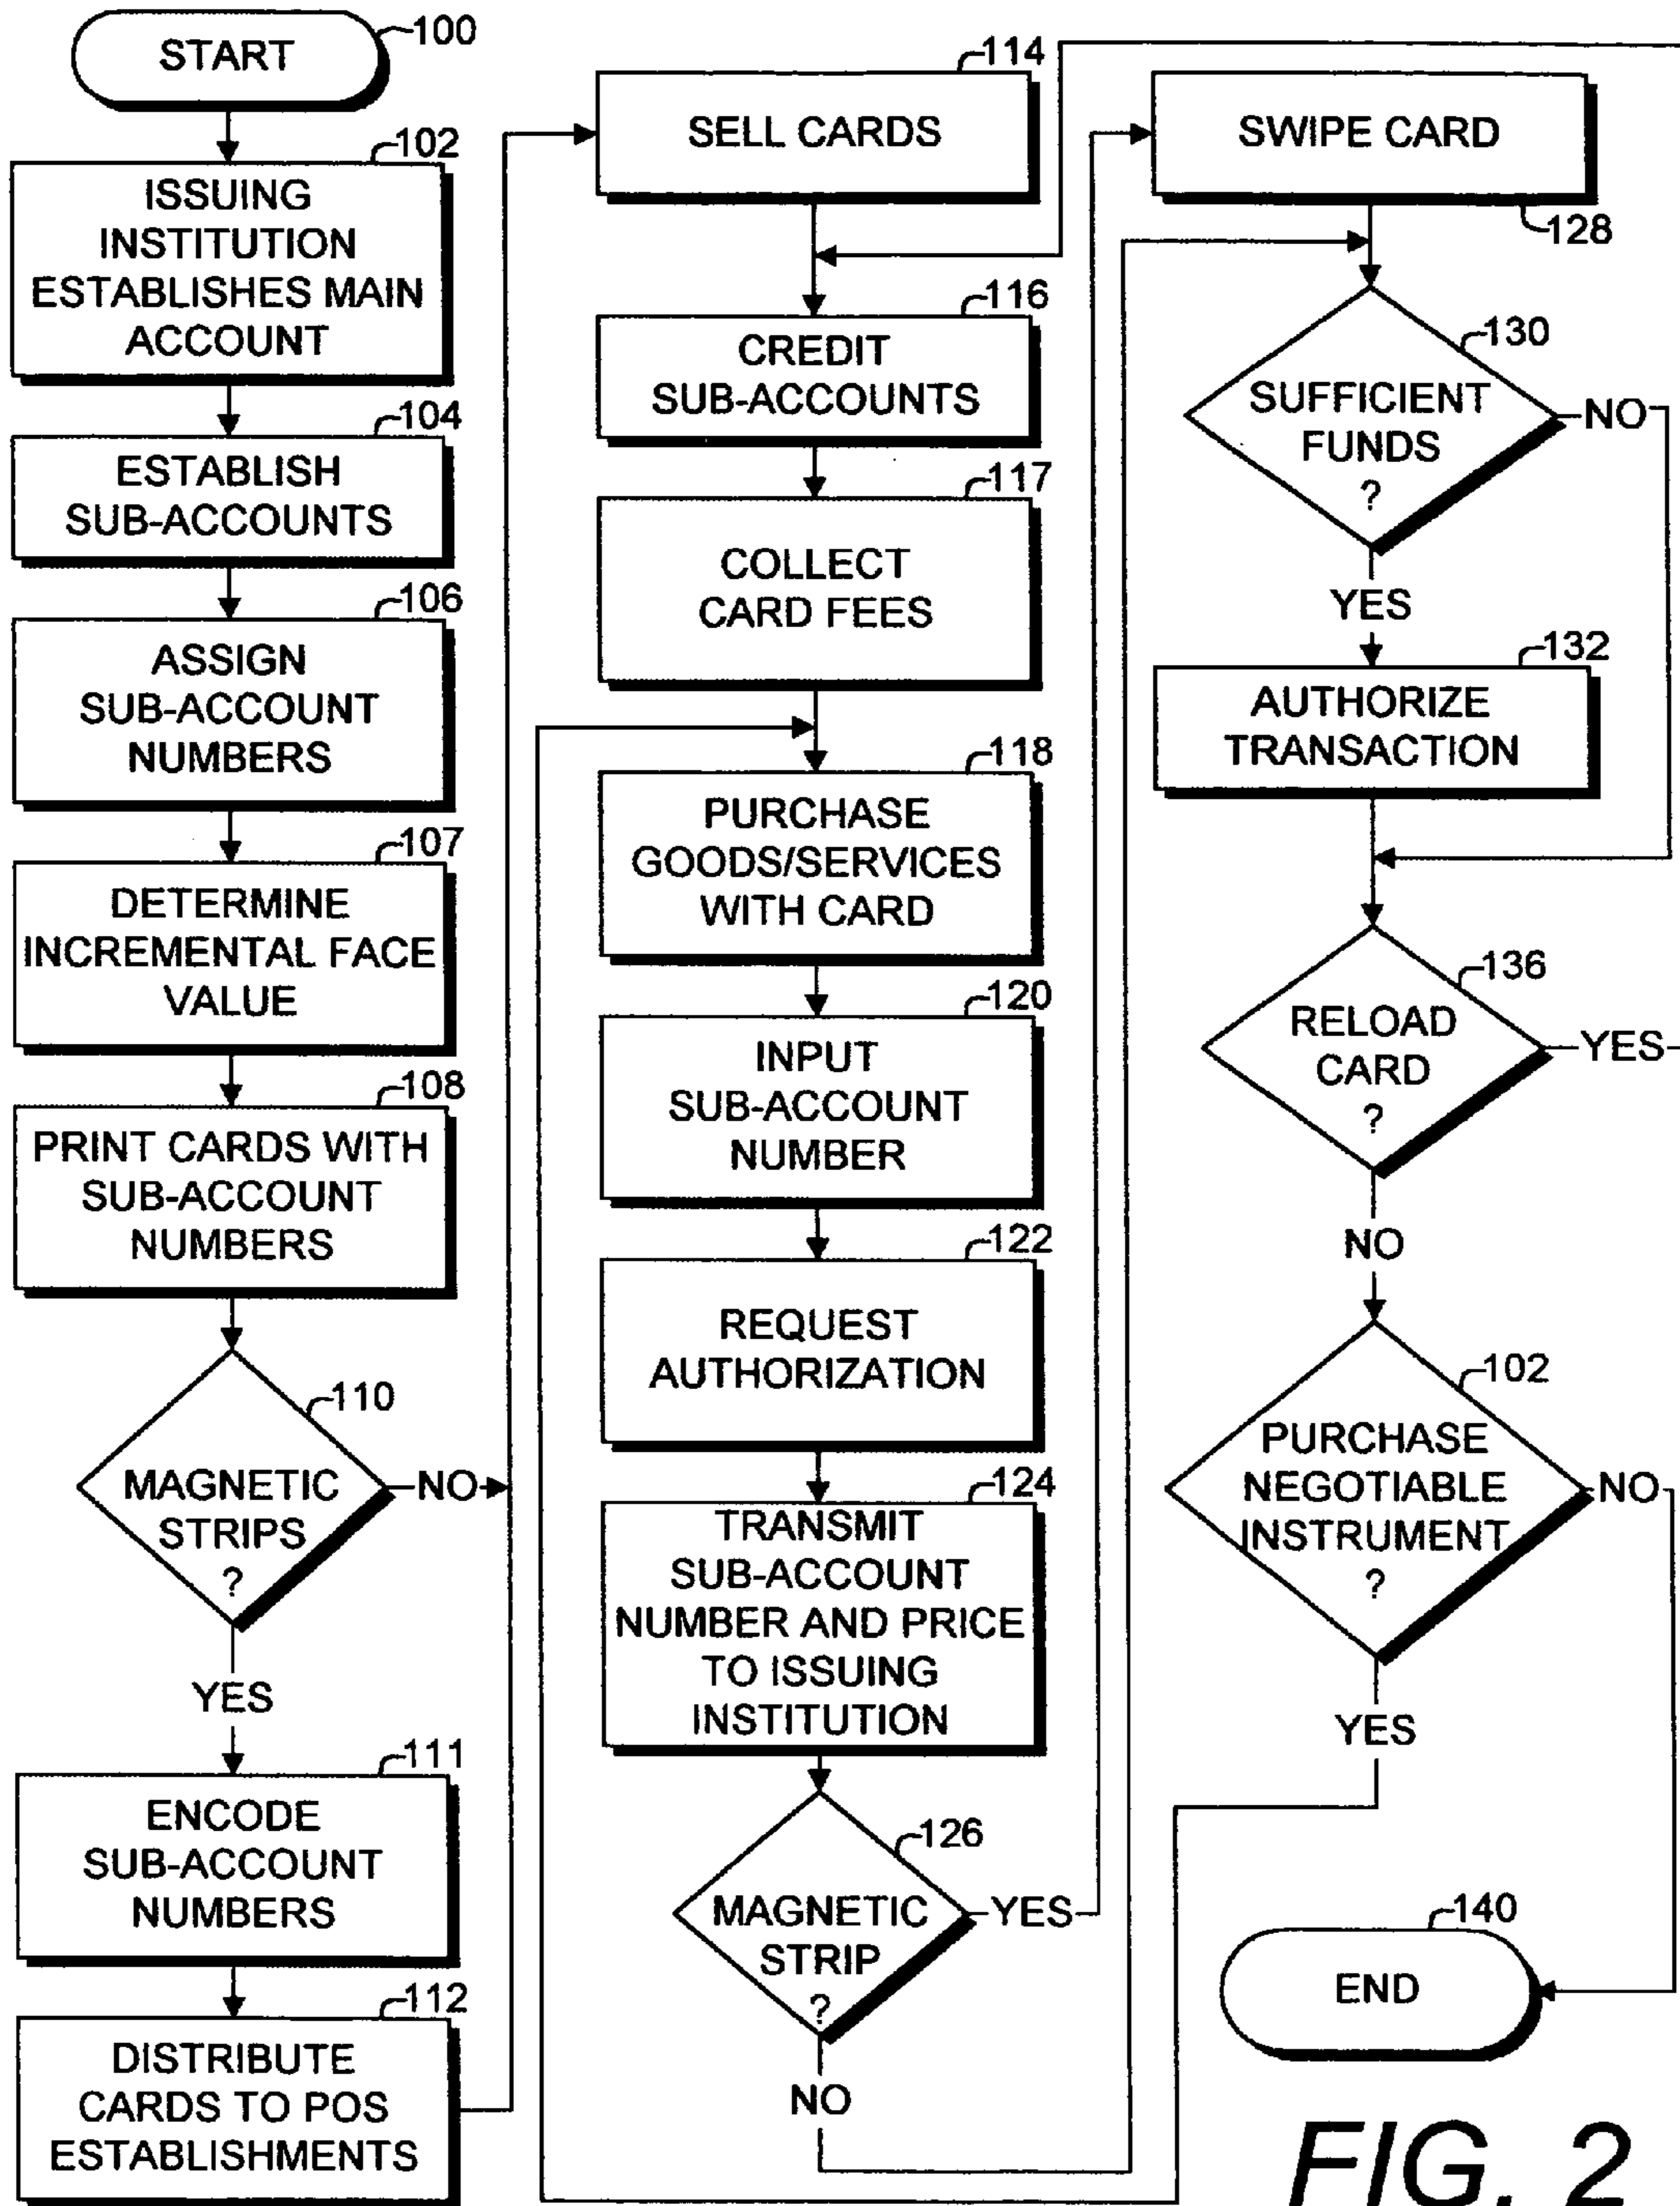 START
100
102
ISSUING
INSTITUTION
ESTABLISHES MAIN
ACCOUNT
104
ESTABLISH
SUB-ACCOUNTS
106
ASSIGN
SUB-ACCOUNT
NUMBERS
107
DETERMINE
INCREMENTAL FACE
VALUE
108
PRINT CARDS WITH
SUB-ACCOUNT
NUMBERS
110
MAGNETIC
STRIPS
?
NO
YES
111
ENCODE
SUB-ACCOUNT
NUMBERS
112
DISTRIBUTE
CARDS TO POS
ESTABLISHMENTS
114
SELL CARDS
116
CREDIT
SUB-ACCOUNTS
117
COLLECT
CARD FEES
118
PURCHASE
GOODS/SERVICES
WITH CARD
120
INPUT
SUB-ACCOUNT
NUMBER
122
REQUEST
AUTHORIZATION
124
TRANSMIT
SUB-ACCOUNT
NUMBER AND PRICE
TO ISSUING
INSTITUTION
126
MAGNETIC
STRIP
?
YES
NO
SWIPE CARD
128
130
SUFFICIENT
FUNDS
?
NO
YES
132
AUTHORIZE
TRANSACTION
136
RELOAD
CARD
?
YES
NO
102
PURCHASE
NEGOTIABLE
INSTRUMENT
?
NO
YES
140
END
FIG. 2